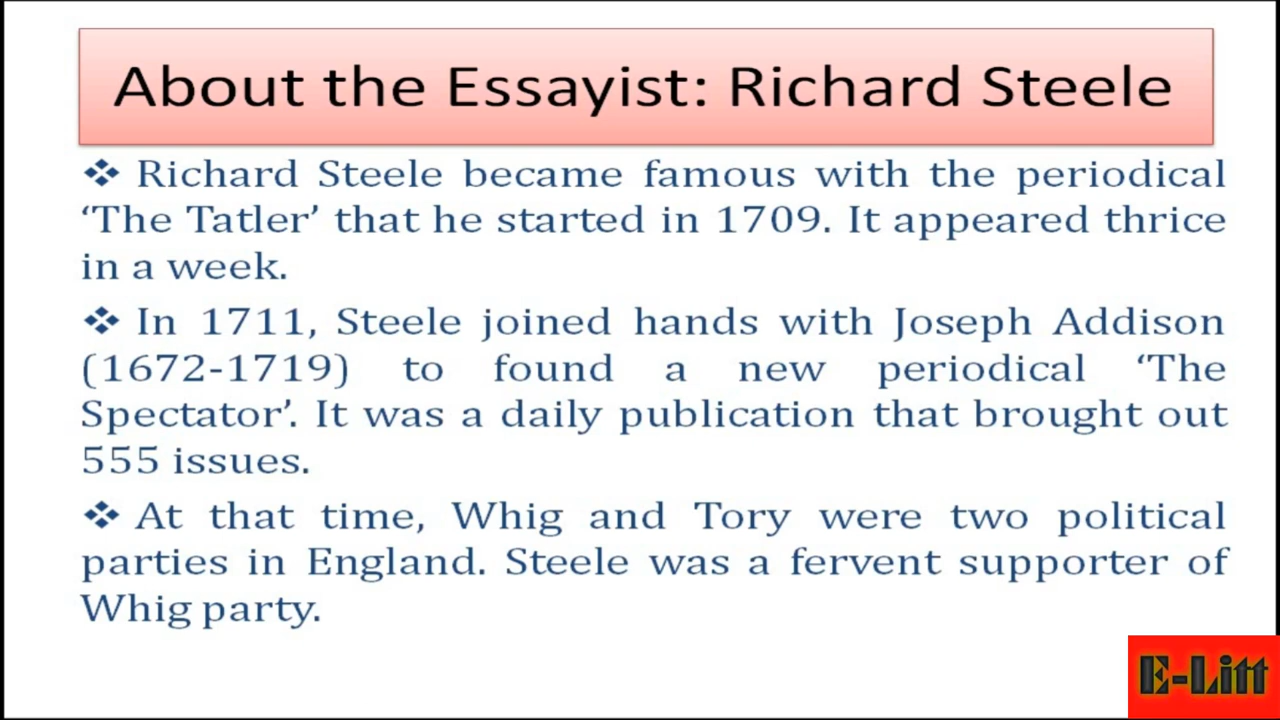 About the Essayist: Richard Steele
❖ Richard Steele became famous with the periodical
‘The Tatler’ that he started in 1709. It appeared thrice
in a week.
❖ In 1711, Steele joined hands with Joseph Addison
(1672-1719) to found a new periodical ‘The
Spectator’. It was a daily publication that brought out
555 issues.
❖ At that time, Whig and Tory were two political
parties in England. Steele was a fervent supporter of
Whig party.
E-Litt